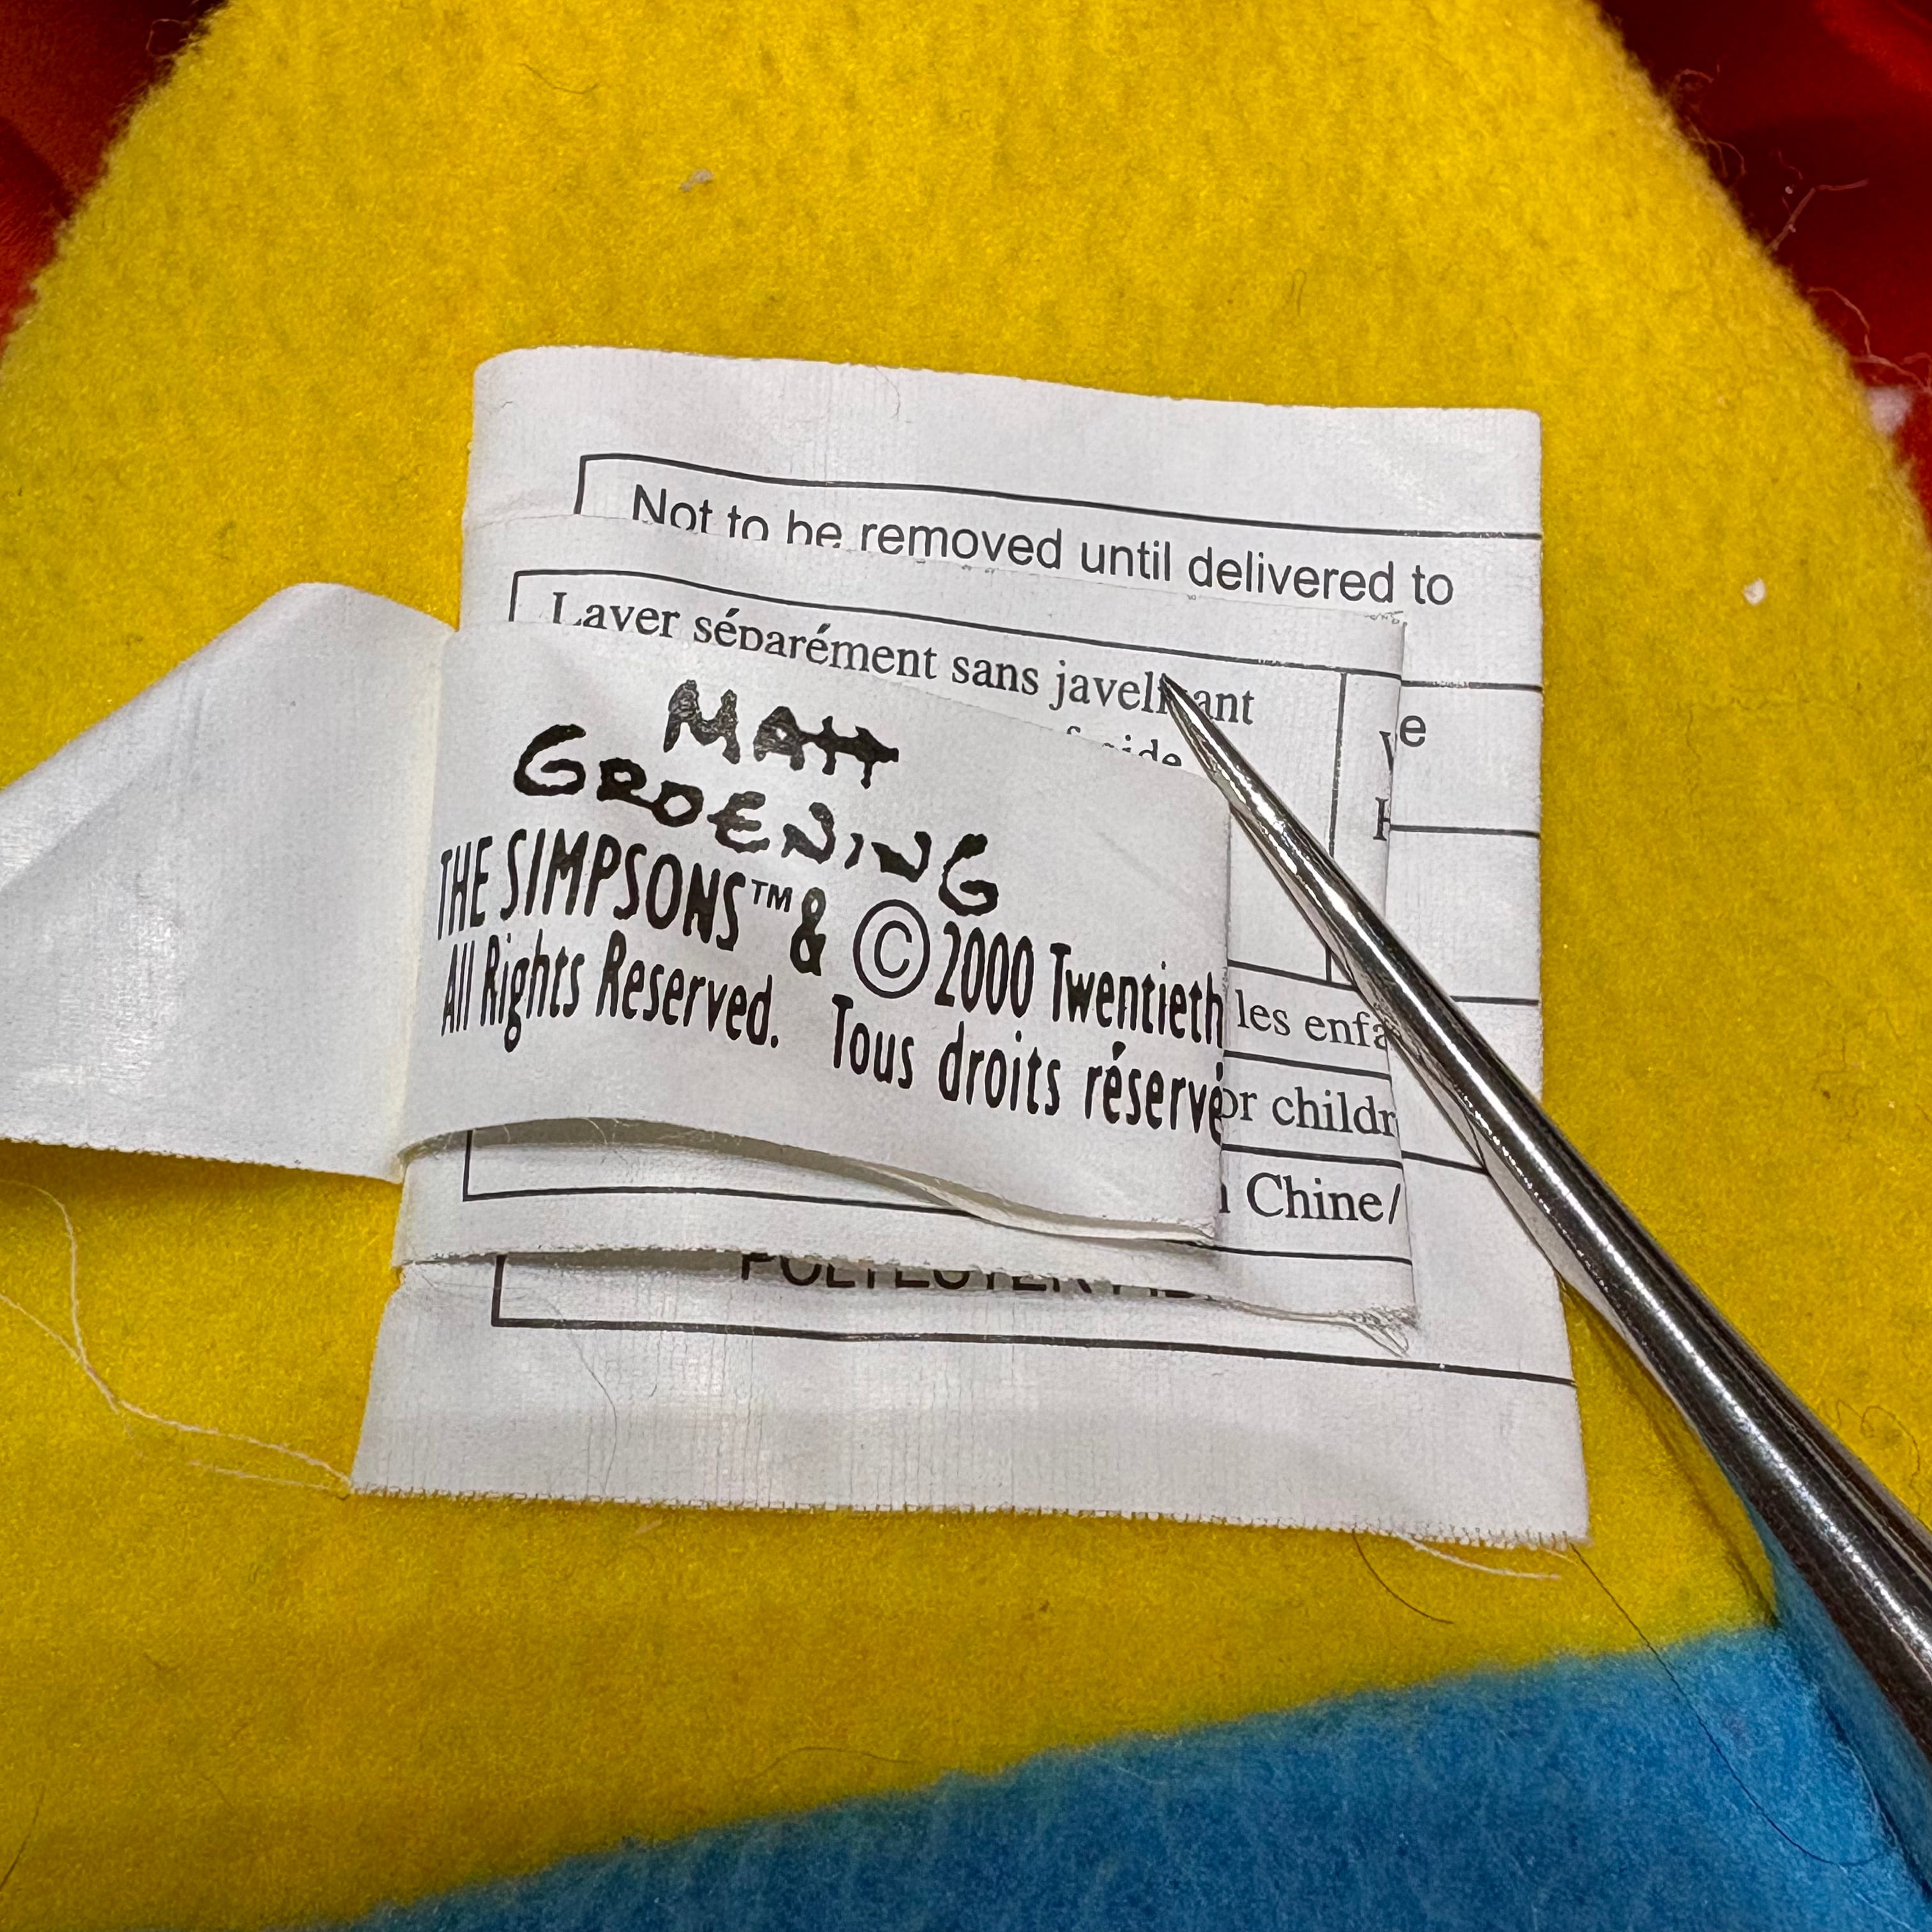 Not to be removed until delivered to
Laver séparément sans javellisant
e
MATT
GROENING
THE SIMPSONS™ & ©2000 Twentieth
All Rights Reserved. Tous droits réservé
les enfa
or childr
Chine/
POLYESTER